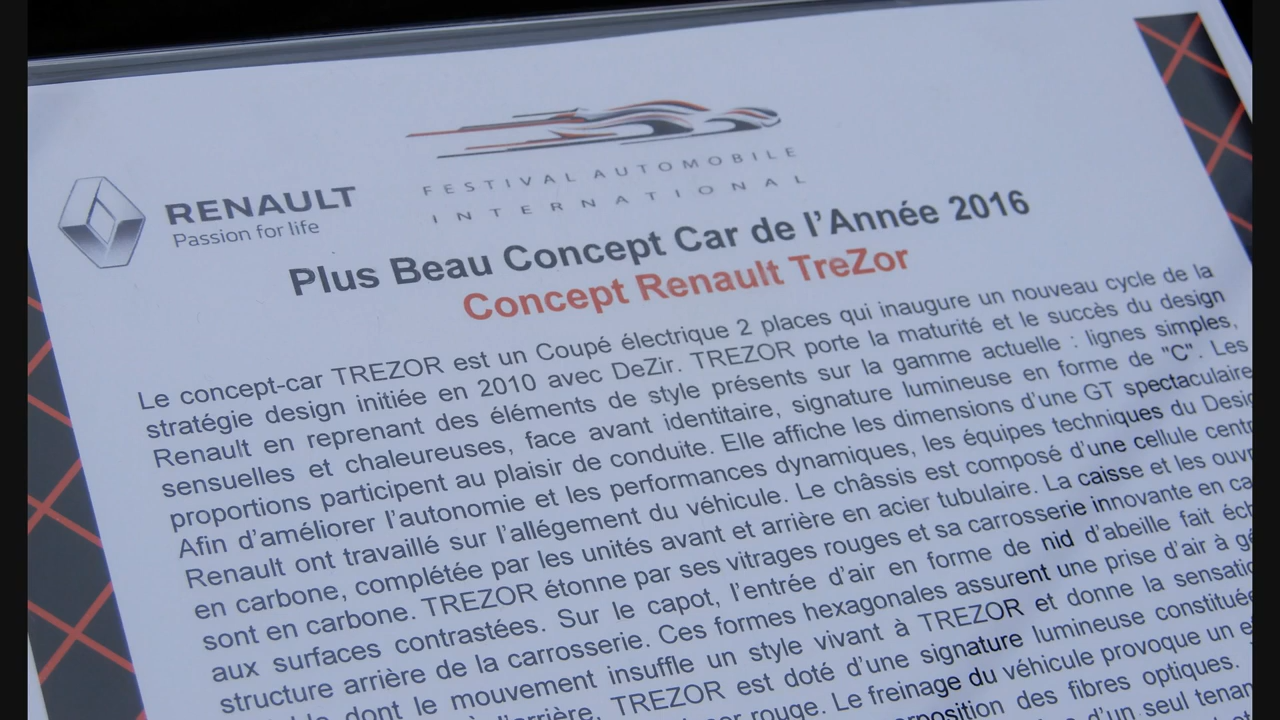 FESTIVAL AUTOMOBILE
INTERNATIONAL
RENAULT
Passion for life
Plus Beau Concept Car de l'Année 2016
Concept Renault TreZor
Le concept-car TREZOR est un Coupé électrique 2 places qui inaugure un nouveau cycle de la
stratégie design initiée en 2010 avec DeZir. TREZOR porte la maturité et le succès du design
Renault en reprenant des éléments de style présents sur la gamme actuelle : lignes simples,
sensuelles et chaleureuses, face avant identitaire, signature lumineuse en forme de "C". Les
proportions participent au plaisir de conduite. Elle affiche les dimensions d'une GT spectaculaire
Afin d'améliorer l'autonomie et les performances dynamiques, les équipes techniques du Desi
Renault ont travaillé sur l'allégement du véhicule. Le châssis est composé d'une cellule cent
en carbone, complétée par les unités avant et arrière en acier tubulaire. La caisse et les ouv
sont en carbone. TREZOR étonne par ses vitrages rouges et sa carrosserie innovante en ca
aux surfaces contrastées. Sur le capot, l'entrée d'air en forme de nid d'abeille fait éc
structure arrière de la carrosserie. Ces formes hexagonales assurent une prise d'air à g
dont le mouvement insuffle un style vivant à TREZOR et donne la sensati
l'arrière, TREZOR est doté d'une signature lumineuse constitué
rouge. Le freinage du véhicule provoque un
des fibres optiques.
d'un seul tenan